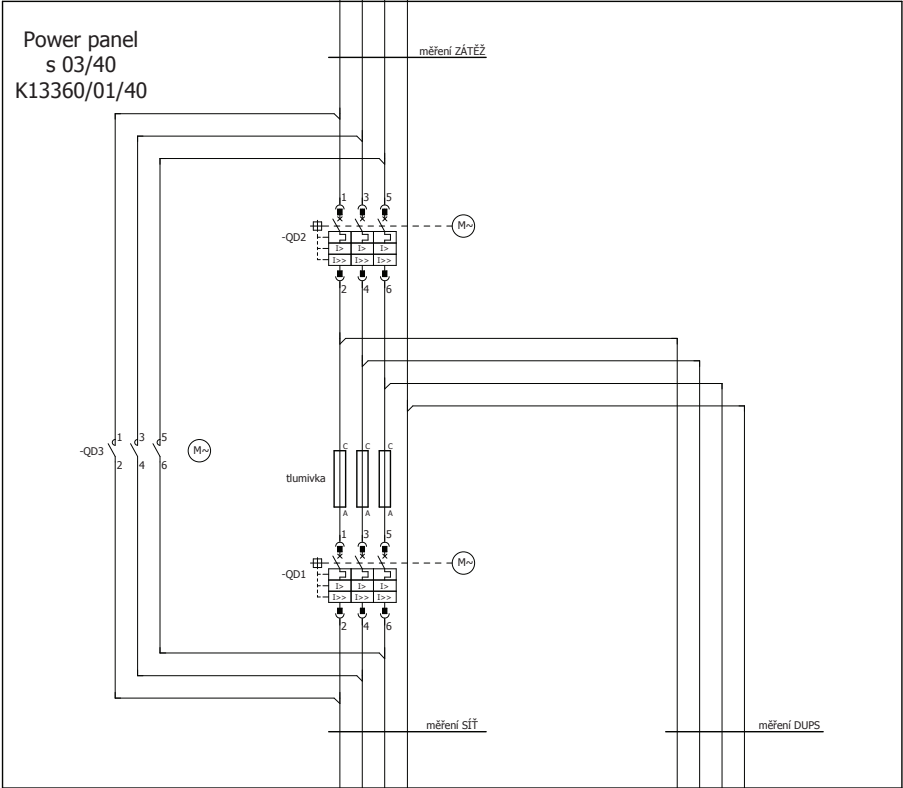 Power panel
s 03/40
K13360/01/40
měření ZÁTĚŽ
1 3 5
M~
-QD2
I> I> I>
I>> I>> I>>
2 4 6
1 3 5
-QD3
M~
2 4 6
C C C
tlumivka
A A A
1 3 5
M~
-QD1
I> I> I>
I>> I>> I>>
2 4 6
měření SÍŤ
měření DUPS